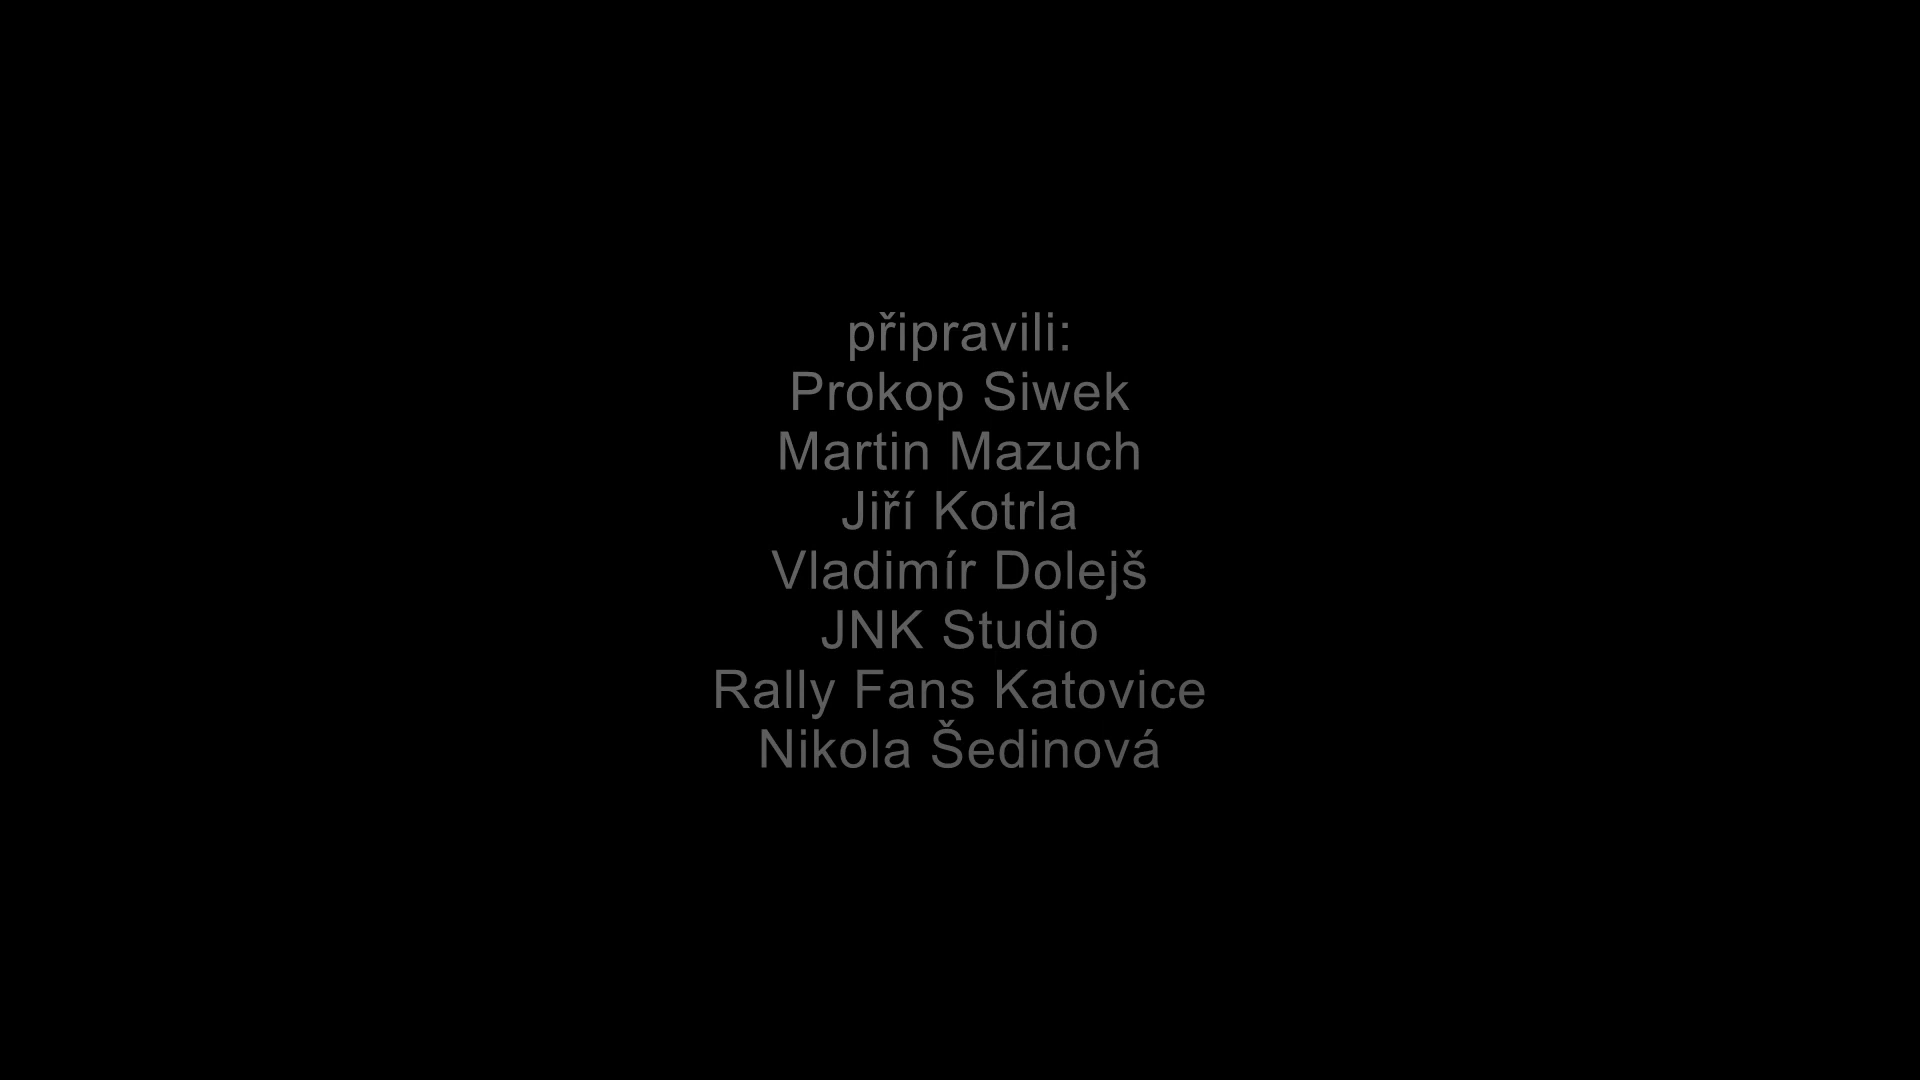 připravili:
Prokop Siwek
Martin Mazuch
Jiří Kotrla
Vladimír Dolejš
JNK Studio
Rally Fans Katovice
Nikola Šedinová